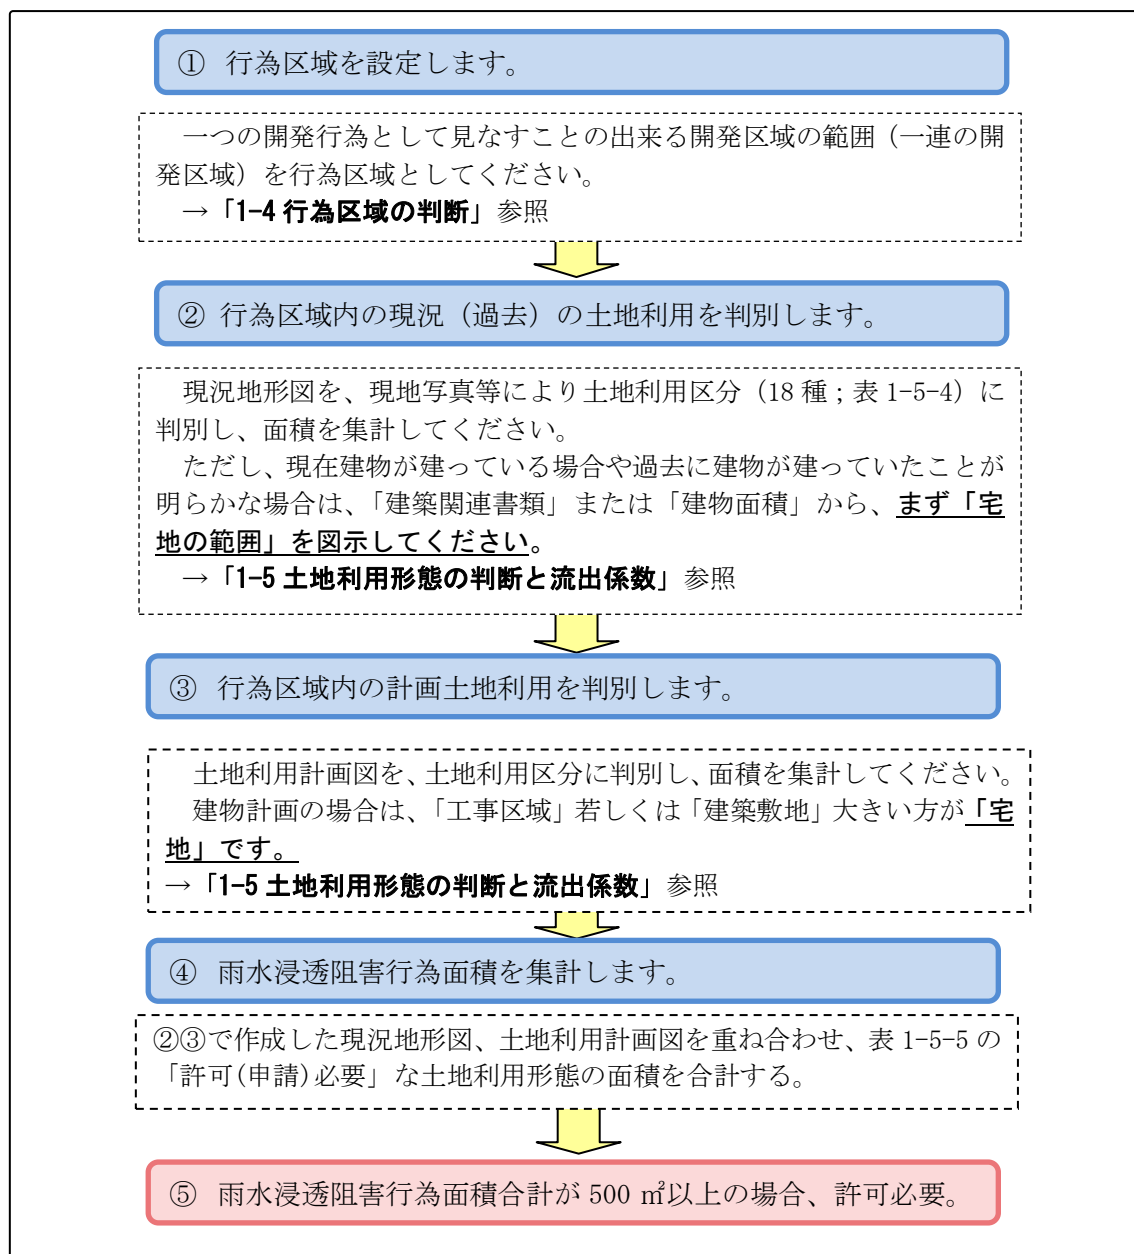 ① 行為区域を設定します。
一つの開発行為として見なすことの出来る開発区域の範囲（一連の開
発区域）を行為区域としてください。
→「1-4 行為区域の判断」参照
② 行為区域内の現況（過去）の土地利用を判別します。
現況地形図を、現地写真等により土地利用区分（18 種；表 1-5-4）に
判別し、面積を集計してください。
ただし、現在建物が建っている場合や過去に建物が建っていたことが
明らかな場合は、「建築関連書類」または「建物面積」から、まず「宅
地の範囲」を図示してください。
→「1-5 土地利用形態の判断と流出係数」参照
③ 行為区域内の計画土地利用を判別します。
土地利用計画図を、土地利用区分に判別し、面積を集計してください。
建物計画の場合は、「工事区域」若しくは「建築敷地」大きい方が「宅
地」です。
→「1-5 土地利用形態の判断と流出係数」参照
④ 雨水浸透阻害行為面積を集計します。
②③で作成した現況地形図、土地利用計画図を重ね合わせ、表 1-5-5 の
「許可(申請)必要」な土地利用形態の面積を合計する。
⑤ 雨水浸透阻害行為面積合計が 500 ㎡以上の場合、許可必要。